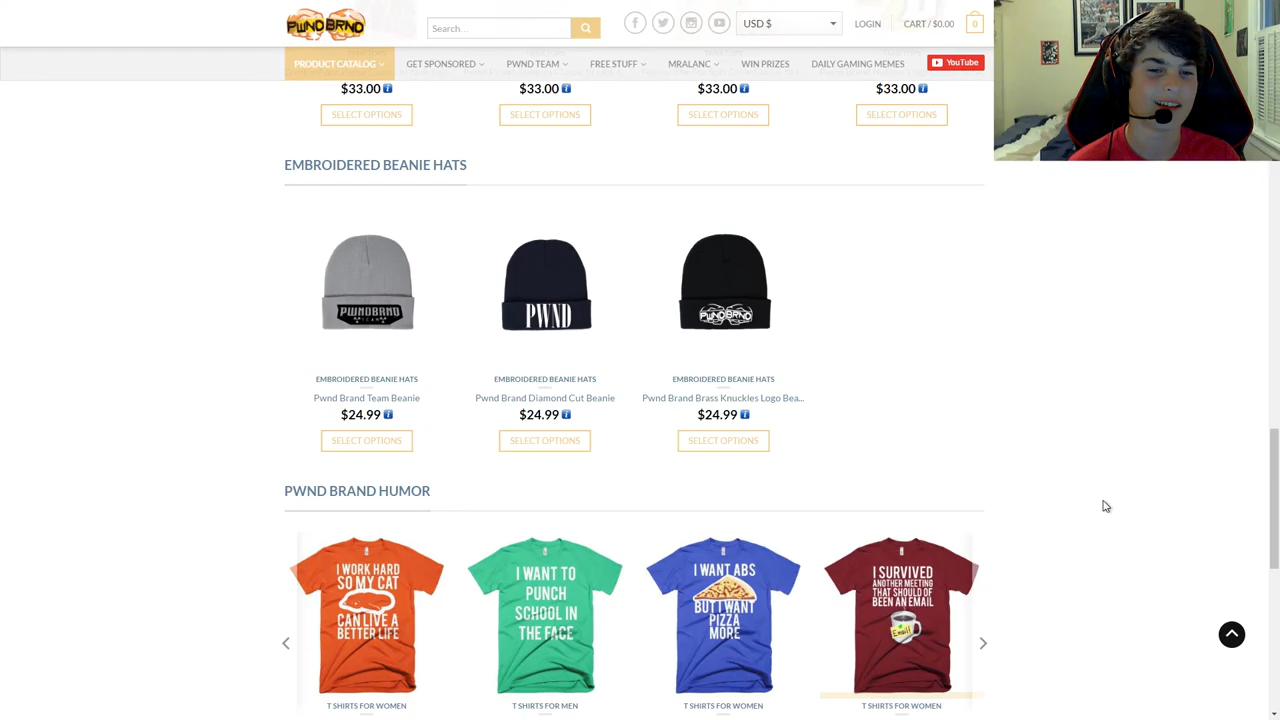 PWND BRND
Search...
USD $
LOGIN
CART / $0.00
0
PRODUCT CATALOG
GET SPONSORED
PWND TEAM
FREE STUFF
MRALANC
WIN PRIZES
DAILY GAMING MEMES
YouTube
$33.00
$33.00
$33.00
$33.00
SELECT OPTIONS
SELECT OPTIONS
SELECT OPTIONS
SELECT OPTIONS
EMBROIDERED BEANIE HATS
PWNDBRND
TEAM
PWND
PWNDBRND
EMBROIDERED BEANIE HATS
EMBROIDERED BEANIE HATS
EMBROIDERED BEANIE HATS
Pwnd Brand Team Beanie
Pwnd Brand Diamond Cut Beanie
Pwnd Brand Brass Knuckles Logo Bea...
$24.99
$24.99
$24.99
SELECT OPTIONS
SELECT OPTIONS
SELECT OPTIONS
PWND BRAND HUMOR
I WORK HARD
SO MY CAT
CAN LIVE A
BETTER LIFE
I WANT TO
PUNCH
SCHOOL IN
THE FACE
I WANT ABS
BUT I WANT
PIZZA
MORE
I SURVIVED
ANOTHER MEETING
THAT SHOULD OF
BEEN AN EMAIL
Email
T SHIRTS FOR WOMEN
T SHIRTS FOR MEN
T SHIRTS FOR WOMEN
T SHIRTS FOR WOMEN